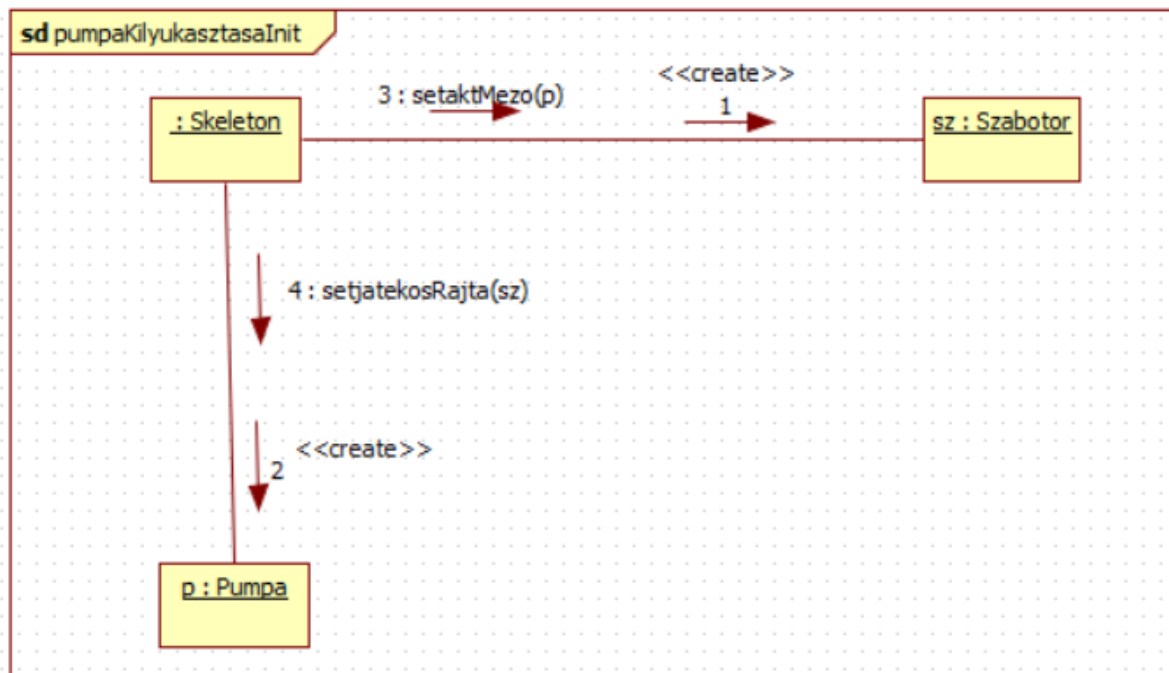 sd pumpaKilyukasztasaInit
<<create>>
3 : setaktMezo(p)
1
: Skeleton
sz : Szabotor
4 : setjatekosRajta(sz)
<<create>>
2
p : Pumpa